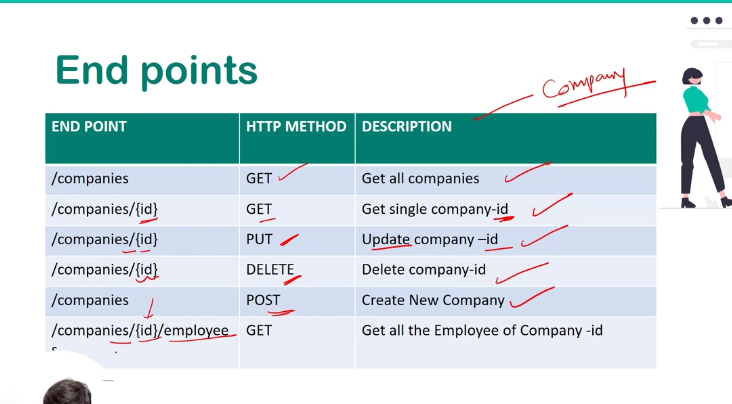 End points
Company
END POINT HTTP METHOD DESCRIPTION
/companies GET Get all companies
/companies/{id} GET Get single company-id
/companies/{id} PUT Update company –id
/companies/{id} DELETE Delete company-id
/companies POST Create New Company
/companies/{id}/employee GET Get all the Employee of Company -id
s